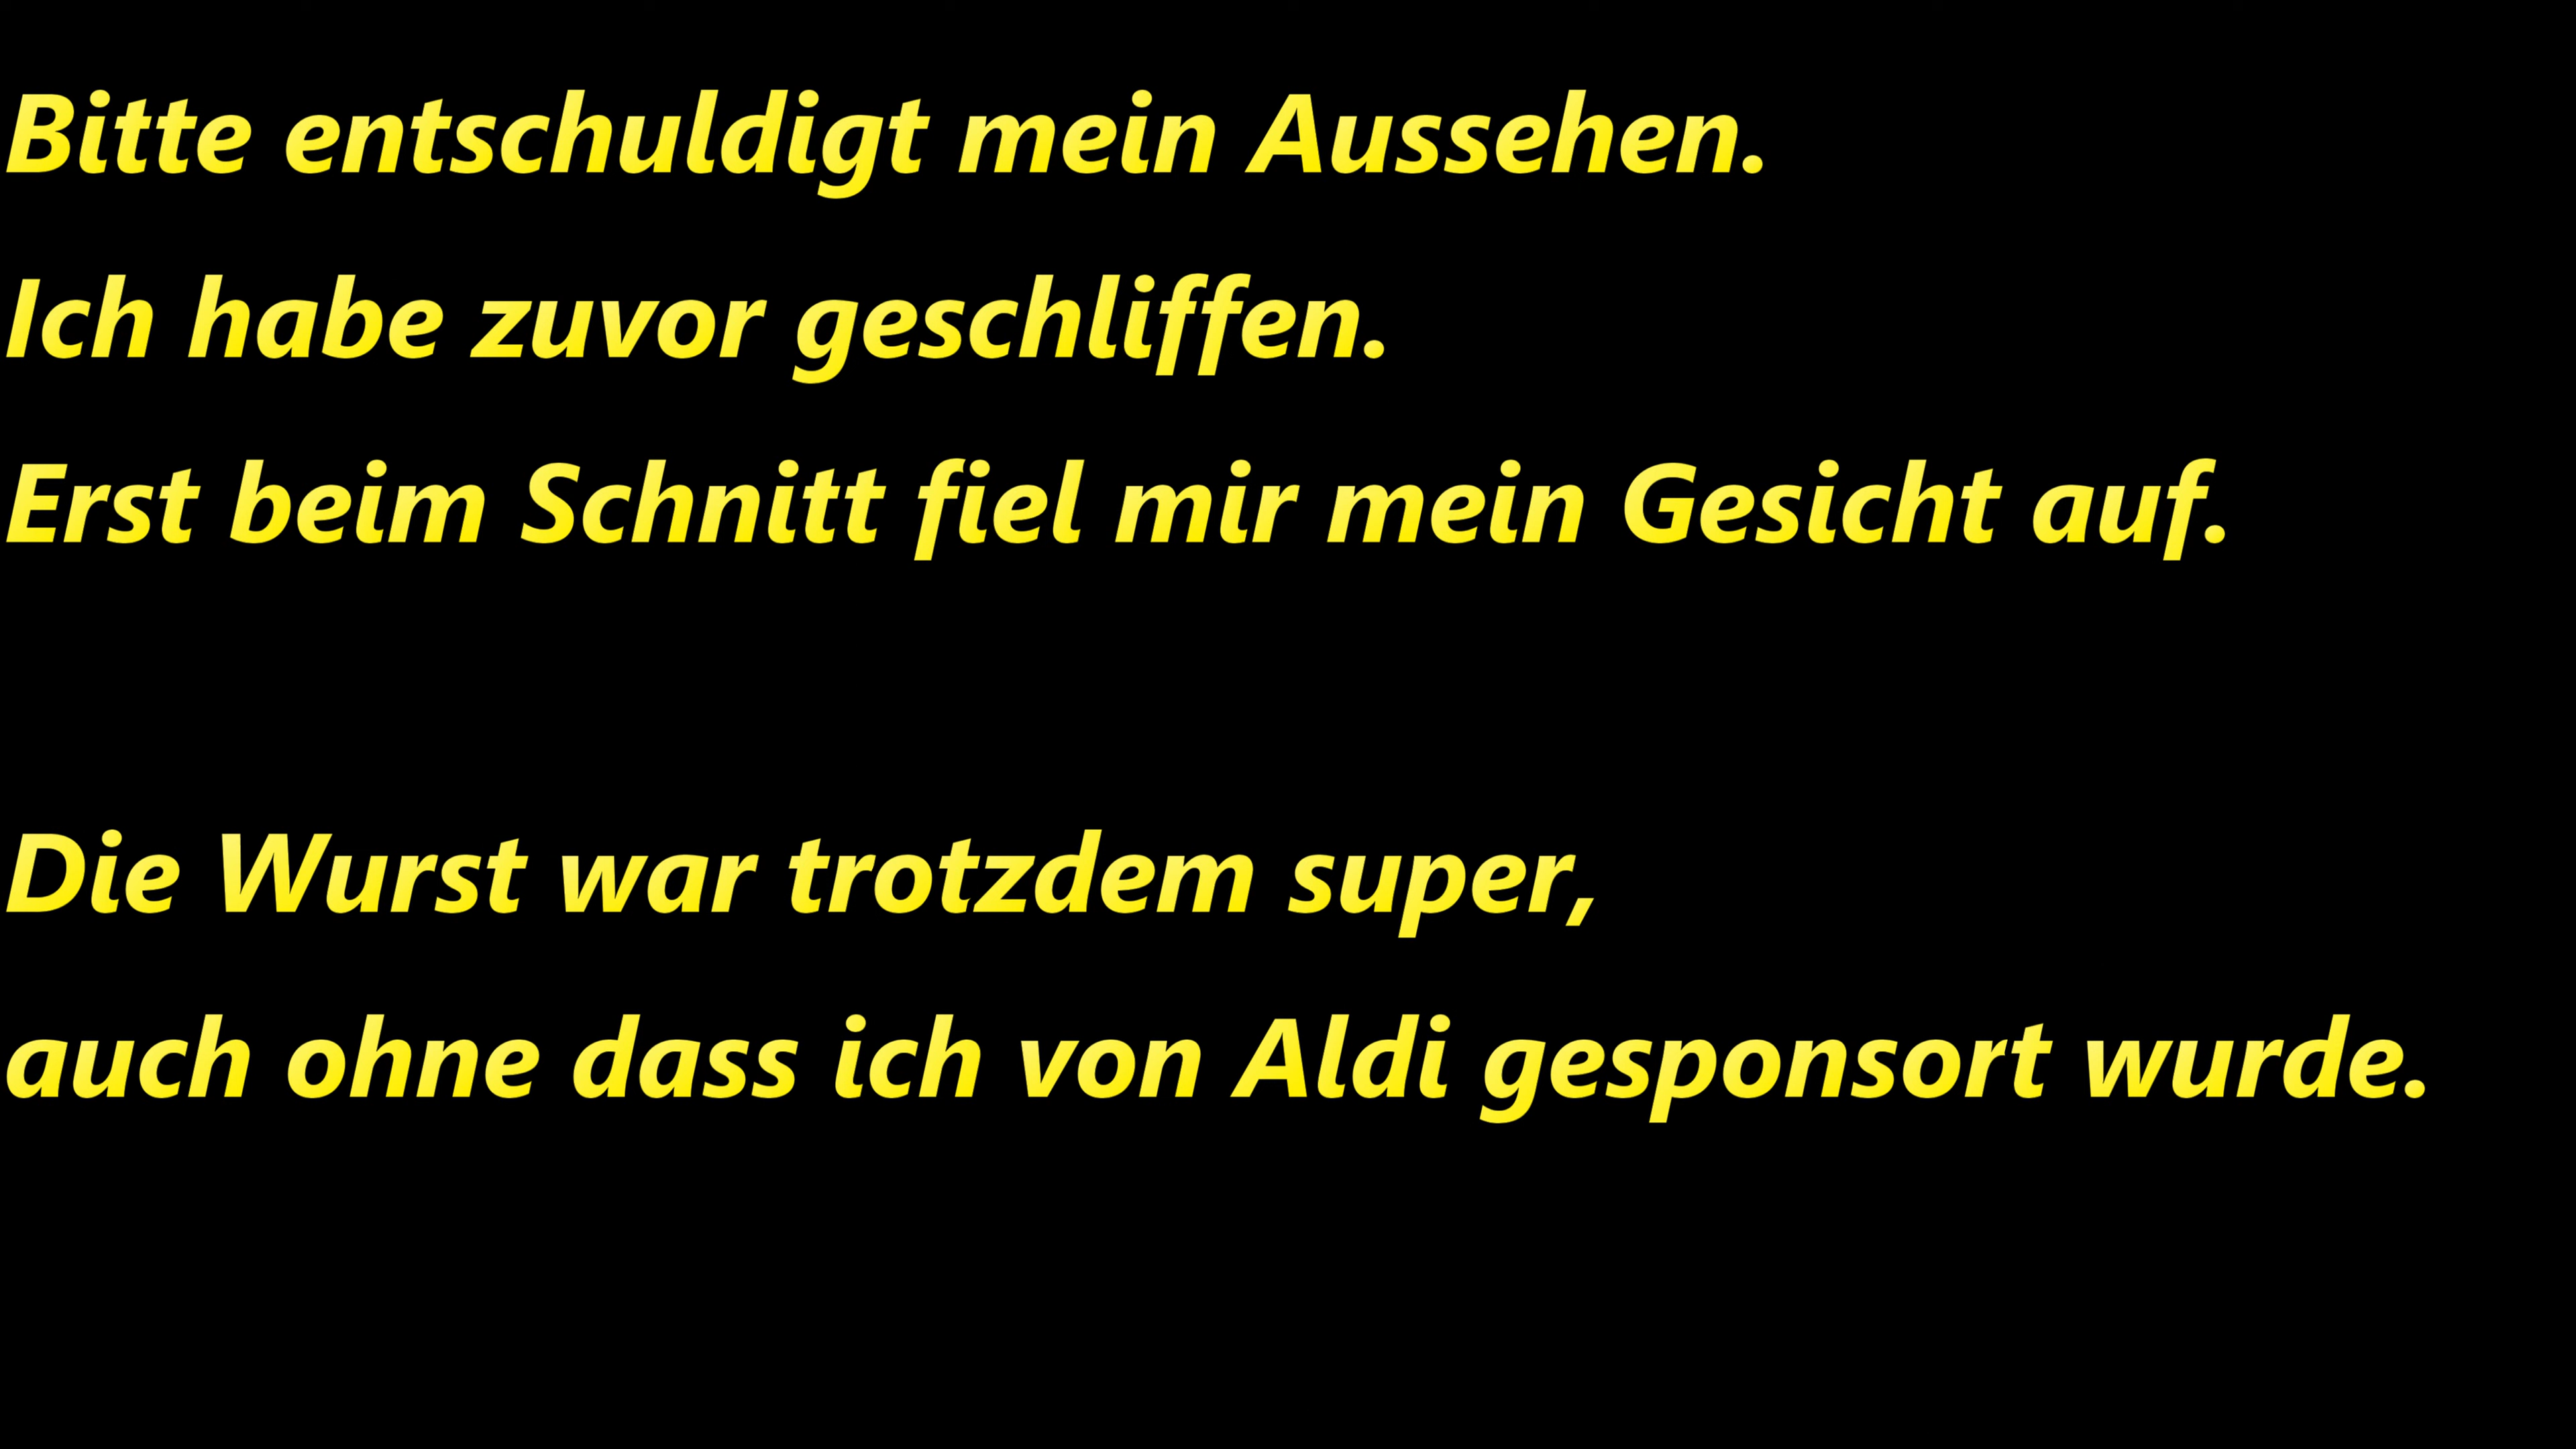 Bitte entschuldigt mein Aussehen.
Ich habe zuvor geschliffen.
Erst beim Schnitt fiel mir mein Gesicht auf.
Die Wurst war trotzdem super,
auch ohne dass ich von Aldi gesponsort wurde.